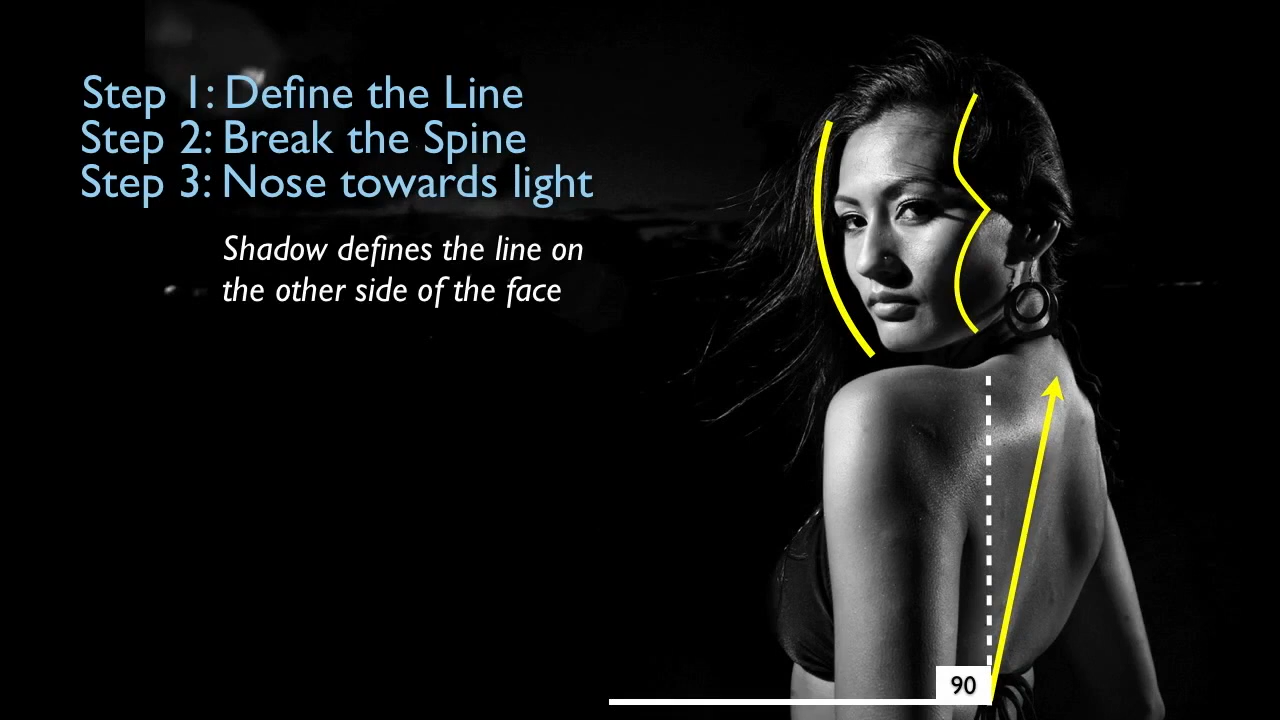 Step 1: Define the Line
Step 2: Break the Spine
Step 3: Nose towards light
Shadow defines the line on
the other side of the face
90